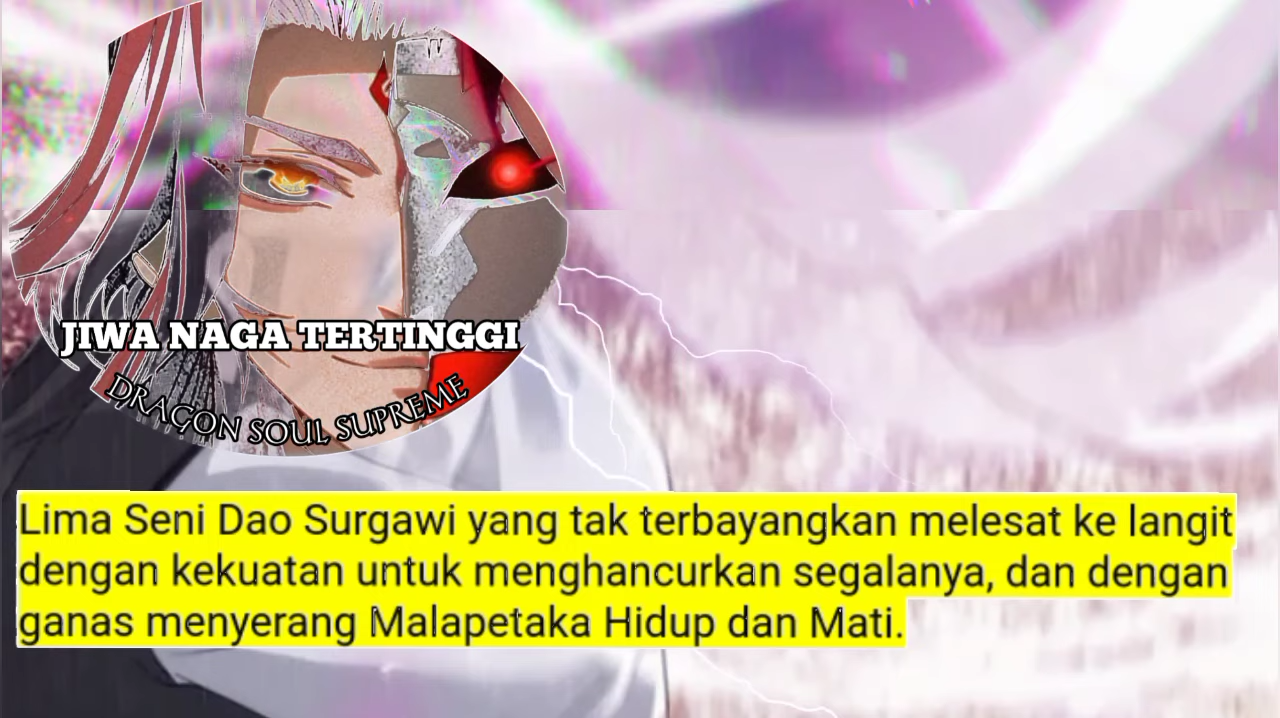 JIWA NAGA TERTINGGI
DRAGON SOUL SUPREME
Lima Seni Dao Surgawi yang tak terbayangkan melesat ke langit
dengan kekuatan untuk menghancurkan segalanya, dan dengan
ganas menyerang Malapetaka Hidup dan Mati.